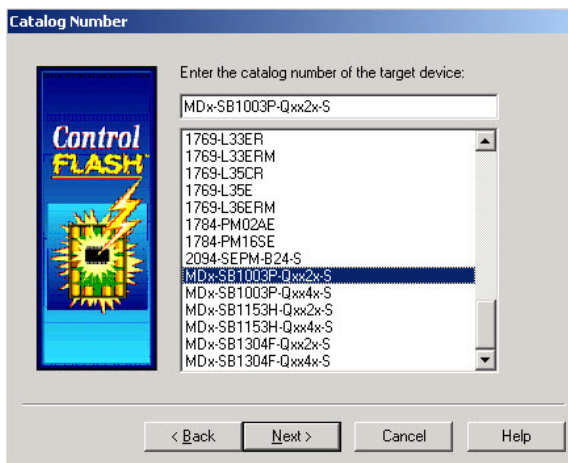 Catalog Number
Enter the catalog number of the target device:
MDx-SB1003P-Qxx2x-S
Control
FLASH
1769-L33ER
1769-L33ERM
1769-L35CR
1769-L35E
1769-L36ERM
1784-PM02AE
1784-PM16SE
2094-SEPM-B24-S
MDx-SB1003P-Qxx2x-S
MDx-SB1003P-Qxx4x-S
MDx-SB1153H-Qxx2x-S
MDx-SB1153H-Qxx4x-S
MDx-SB1304F-Qxx2x-S
MDx-SB1304F-Qxx4x-S
< Back Next > Cancel Help